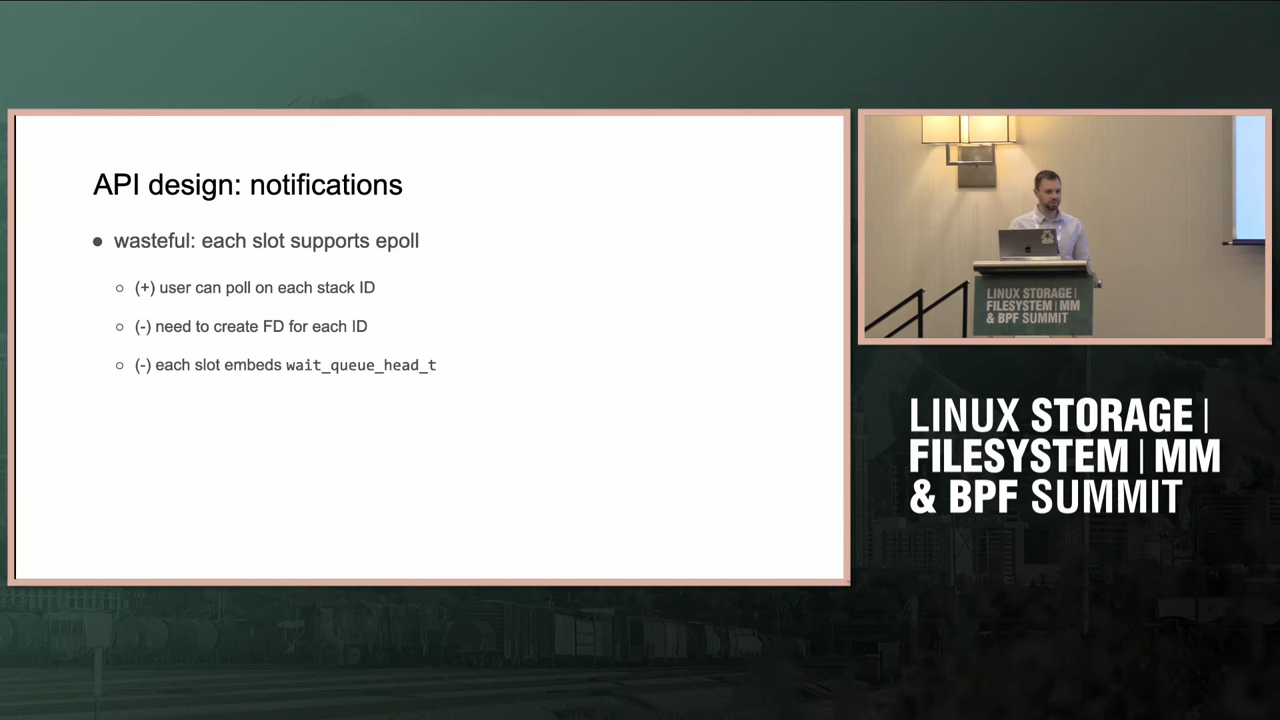 API design: notifications
● wasteful: each slot supports epoll
○ (+) user can poll on each stack ID
○ (-) need to create FD for each ID
○ (-) each slot embeds wait_queue_head_t
LINUX STORAGE|
FILESYSTEM|MM
& BPF SUMMIT
LINUX STORAGE|
FILESYSTEM|MM
& BPF SUMMIT